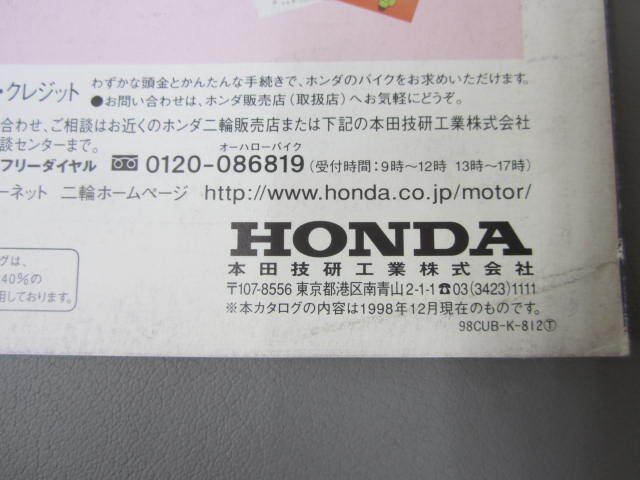 ・クレジット わずかな頭金とかんたんな手続きで、ホンダのバイクをお求めいただけます。
●お問い合わせは、ホンダ販売店(取扱店)へお気軽にどうぞ。
合わせ、ご相談はお近くのホンダ二輪販売店または下記の本田技研工業株式会社
談センターまで。
オーハローバイク
フリーダイヤル 0120-086819(受付時間:9時〜12時 13時〜17時)
ーネット 二輪ホームページ http://www.honda.co.jp/motor/
HONDA
本田技研工業株式会社
グは、
40%の
用しております。
〒107-8556 東京都港区南青山2-1-1 ☎03(3423)1111
※本カタログの内容は1998年12月現在のものです。
98CUB-K-812Ⓣ